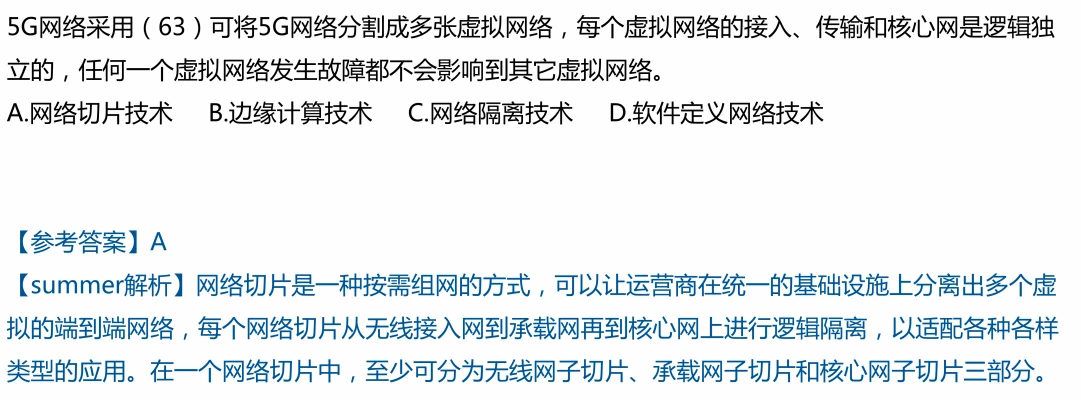 5G网络采用（63）可将5G网络分割成多张虚拟网络，每个虚拟网络的接入、传输和核心网是逻辑独
立的，任何一个虚拟网络发生故障都不会影响到其它虚拟网络。
A.网络切片技术 B.边缘计算技术 C.网络隔离技术 D.软件定义网络技术
【参考答案】A
【summer解析】网络切片是一种按需组网的方式，可以让运营商在统一的基础设施上分离出多个虚
拟的端到端网络，每个网络切片从无线接入网到承载网再到核心网上进行逻辑隔离，以适配各种各样
类型的应用。在一个网络切片中，至少可分为无线网子切片、承载网子切片和核心网子切片三部分。